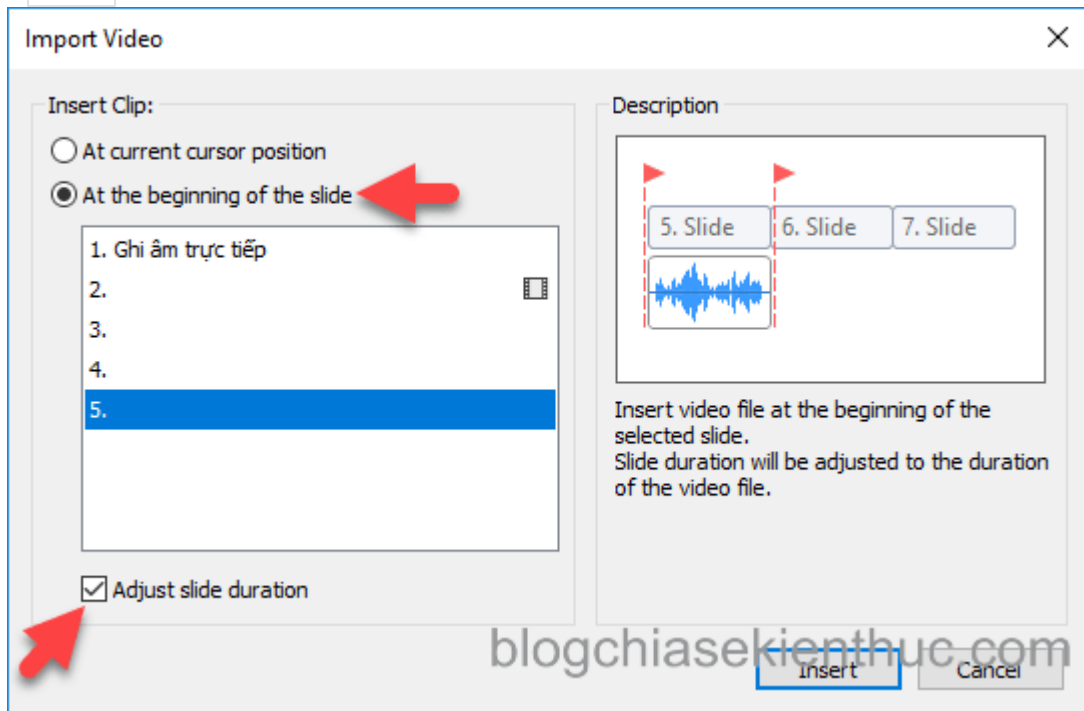 Import Video
Insert Clip:
At current cursor position
At the beginning of the slide
1. Ghi âm trực tiếp
2.
3.
4.
5.
Adjust slide duration
Description
5. Slide
6. Slide
7. Slide
Insert video file at the beginning of the
selected slide.
Slide duration will be adjusted to the duration
of the video file.
blogchiasekienthuc.com
Insert
Cancel